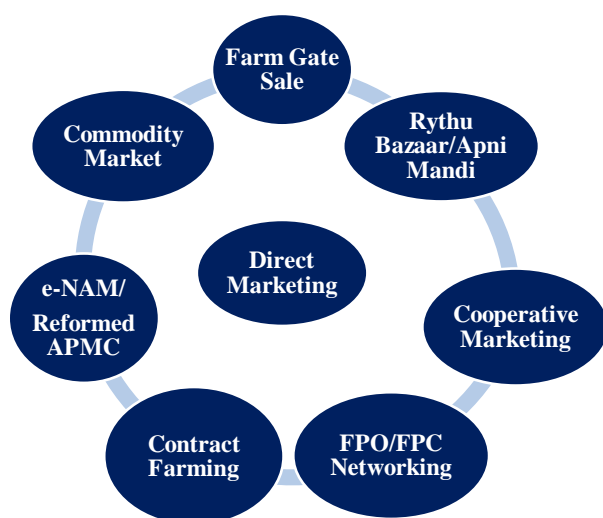 Farm Gate
Sale
Rythu
Bazaar/Apni
Mandi
Cooperative
Marketing
FPO/FPC
Networking
Contract
Farming
e-NAM/
Reformed
APMC
Commodity
Market
Direct
Marketing